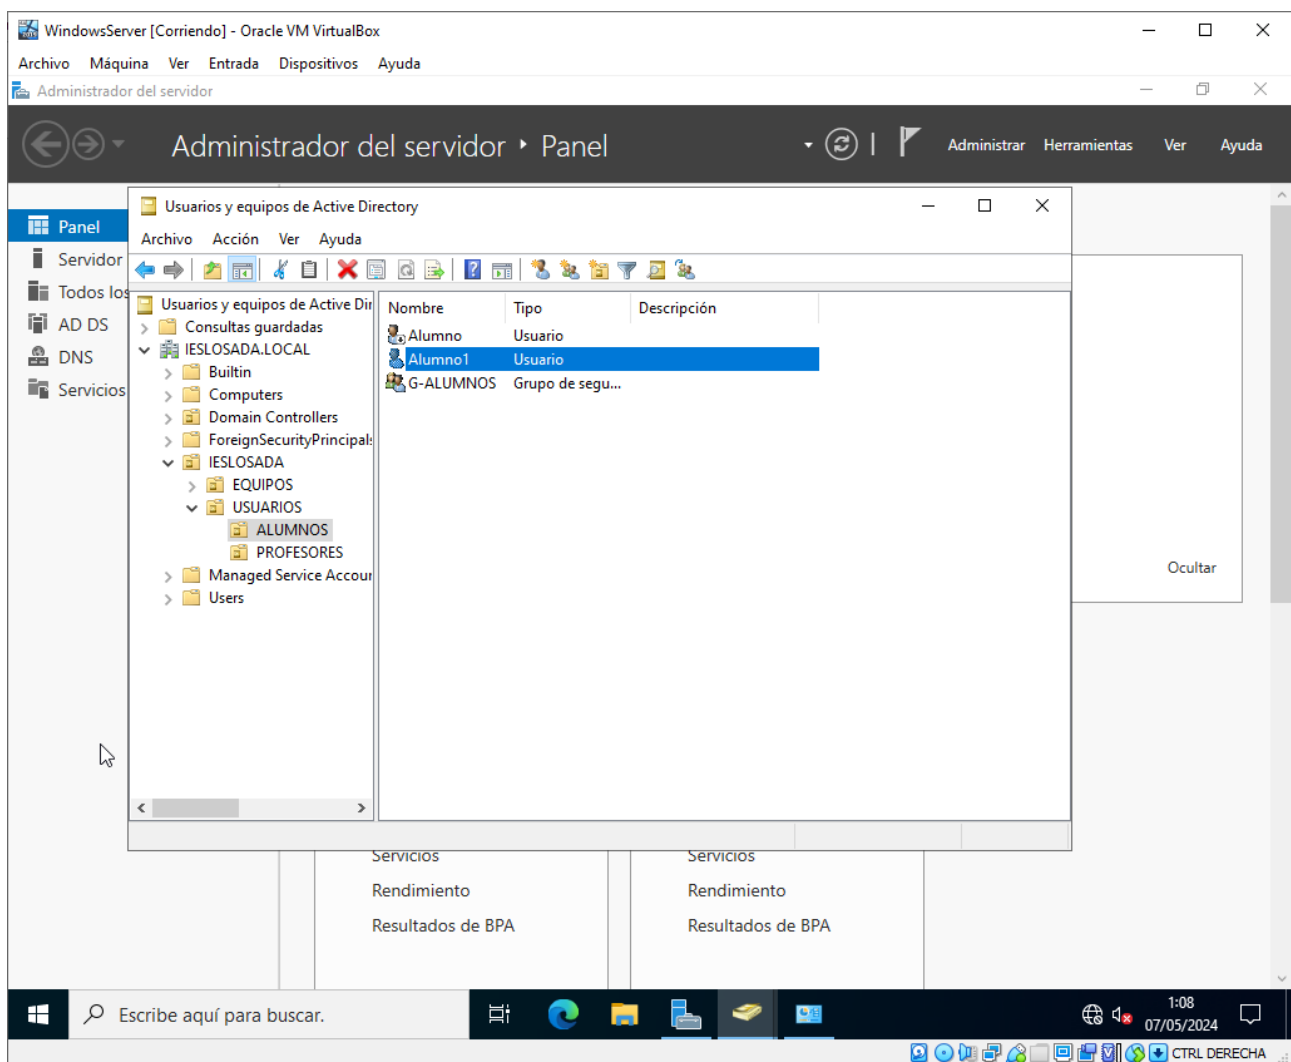 WindowsServer [Corriendo] - Oracle VM VirtualBox
Archivo Máquina Ver Entrada Dispositivos Ayuda
Administrador del servidor
Administrador del servidor Panel
Administrar Herramientas Ver Ayuda
Panel
Servidor
Todos los
AD DS
DNS
Servicios
Usuarios y equipos de Active Directory
Archivo Acción Ver Ayuda
Usuarios y equipos de Active Dir
Consultas guardadas
IESLOSADA.LOCAL
Builtin
Computers
Domain Controllers
ForeignSecurityPrincipals
IESLOSADA
EQUIPOS
USUARIOS
ALUMNOS
PROFESORES
Managed Service Accour
Users
Nombre Tipo Descripción
Alumno Usuario
Alumno1 Usuario
G-ALUMNOS Grupo de segu...
Ocultar
Servicios Servicios
Rendimiento Rendimiento
Resultados de BPA Resultados de BPA
Escribe aquí para buscar.
1:08
07/05/2024
CTRL DERECHA